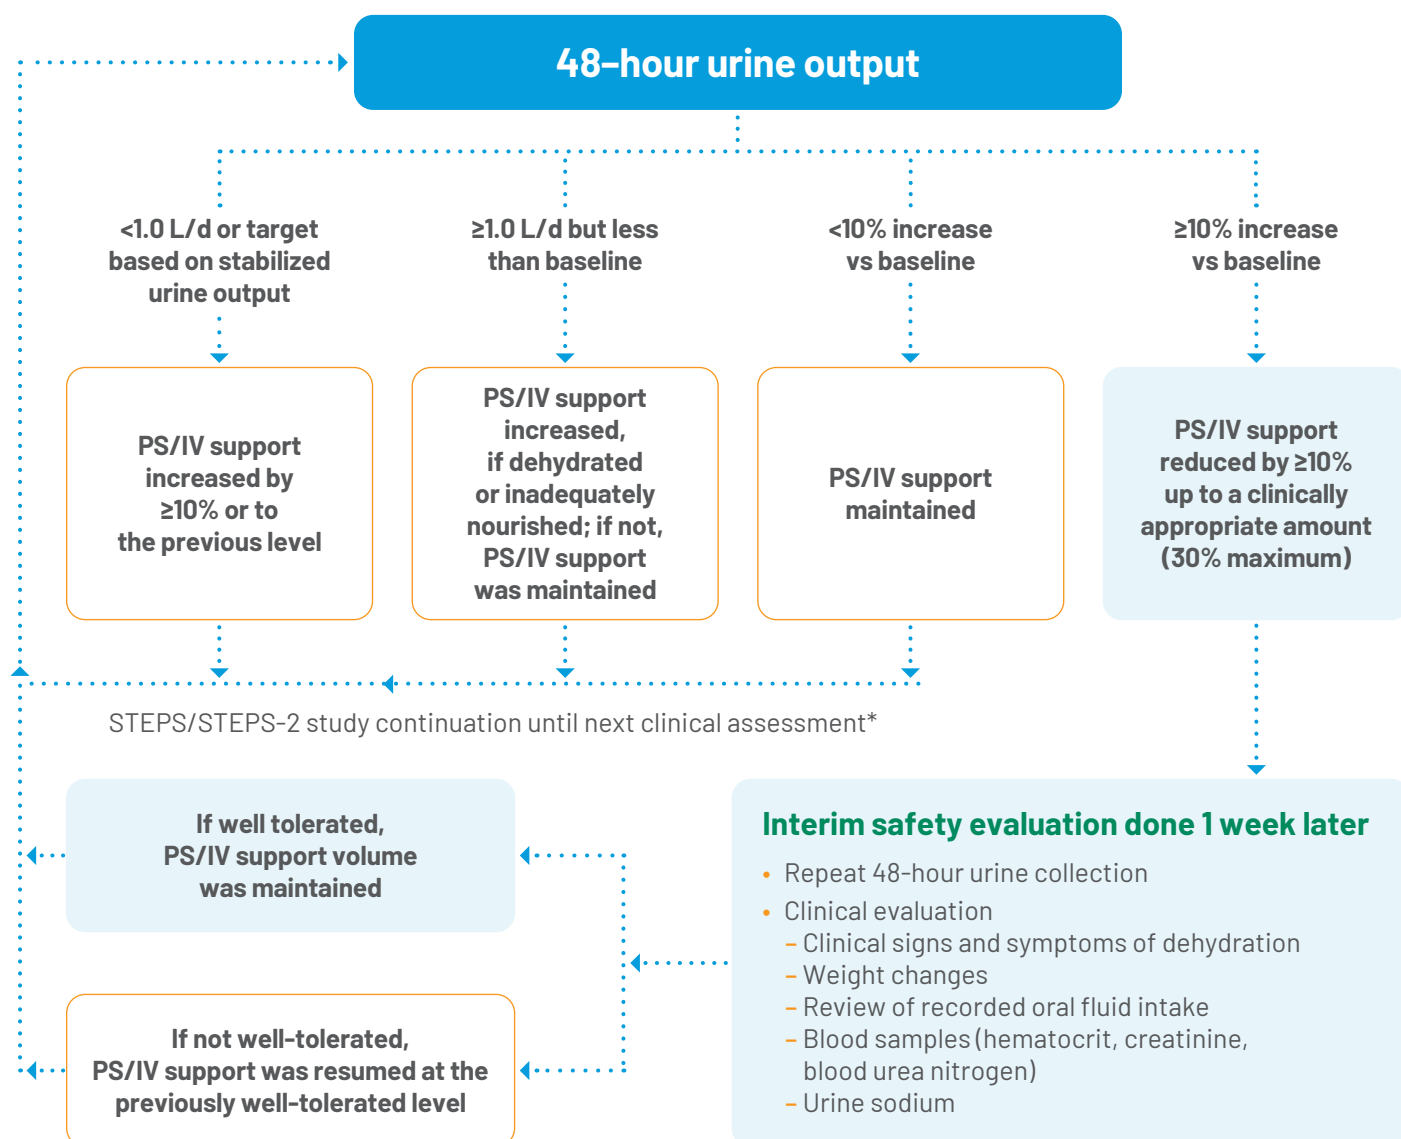 48-hour urine output
<1.0 L/d or target
based on stabilized
urine output
≥1.0 L/d but less
than baseline
<10% increase
vs baseline
≥10% increase
vs baseline
PS/IV support
increased by
≥10% or to
the previous level
PS/IV support
increased,
if dehydrated
or inadequately
nourished; if not,
PS/IV support
was maintained
PS/IV support
maintained
PS/IV support
reduced by ≥10%
up to a clinically
appropriate amount
(30% maximum)
STEPS/STEPS-2 study continuation until next clinical assessment*
If well tolerated,
PS/IV support volume
was maintained
If not well-tolerated,
PS/IV support was resumed at the
previously well-tolerated level
Interim safety evaluation done 1 week later
• Repeat 48-hour urine collection
• Clinical evaluation
– Clinical signs and symptoms of dehydration
– Weight changes
– Review of recorded oral fluid intake
– Blood samples (hematocrit, creatinine,
blood urea nitrogen)
– Urine sodium